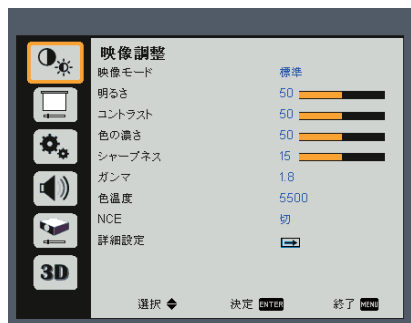 映像調整
映像モード 標準
明るさ 50
コントラスト 50
色の濃さ 50
シャープネス 15
ガンマ 1.8
色温度 5500
NCE 切
詳細設定
3D
選択 決定 ENTER 終了 MENU